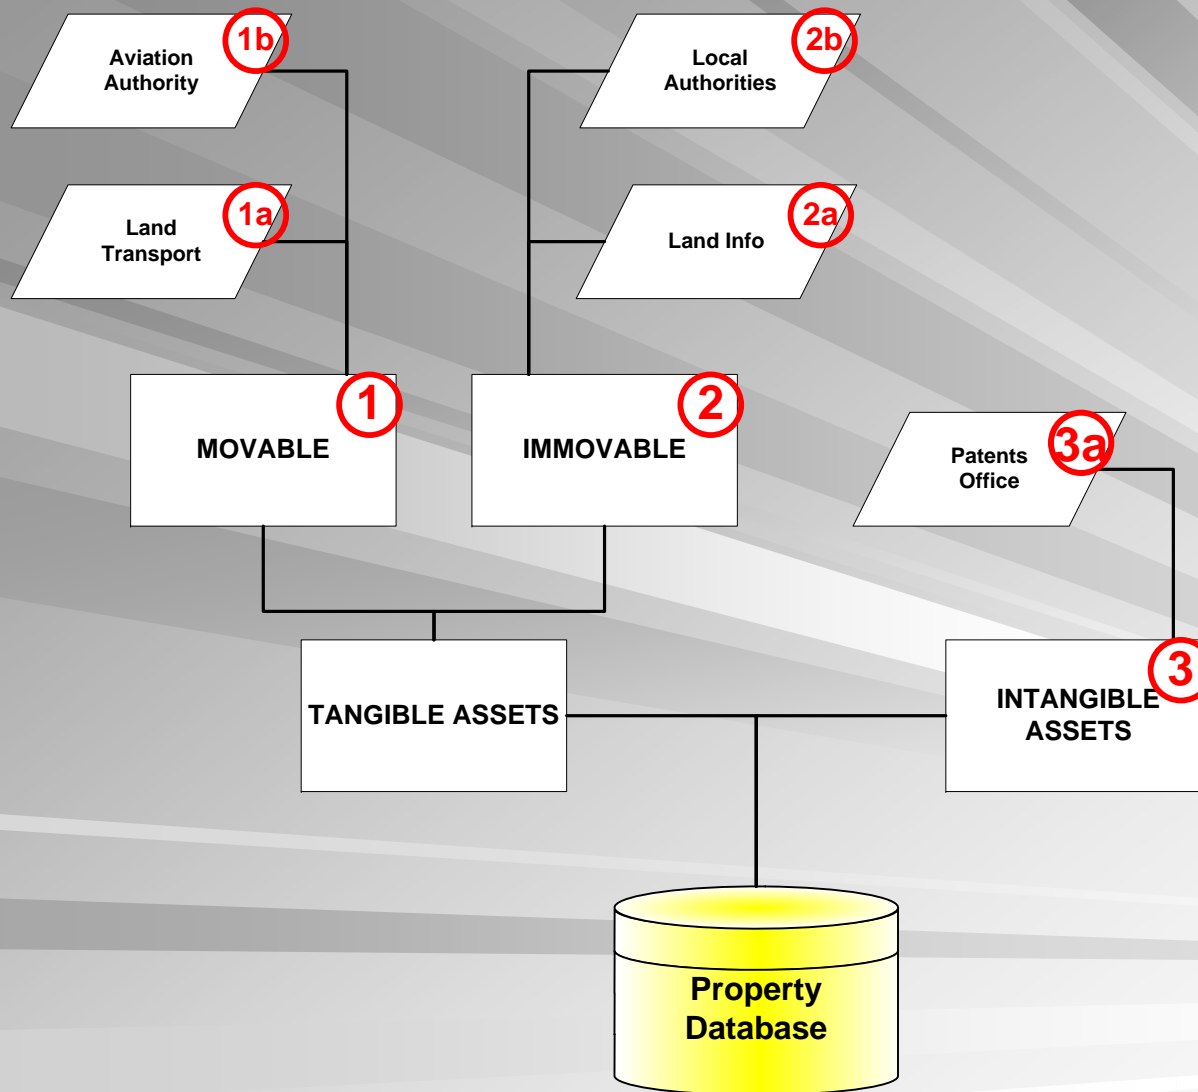 1b
Aviation
Authority
2b
Local
Authorities
1a
Land
Transport
2a
Land Info
1
MOVABLE
2
IMMOVABLE
3a
Patents
Office
TANGIBLE ASSETS
3
INTANGIBLE
ASSETS
Property
Database